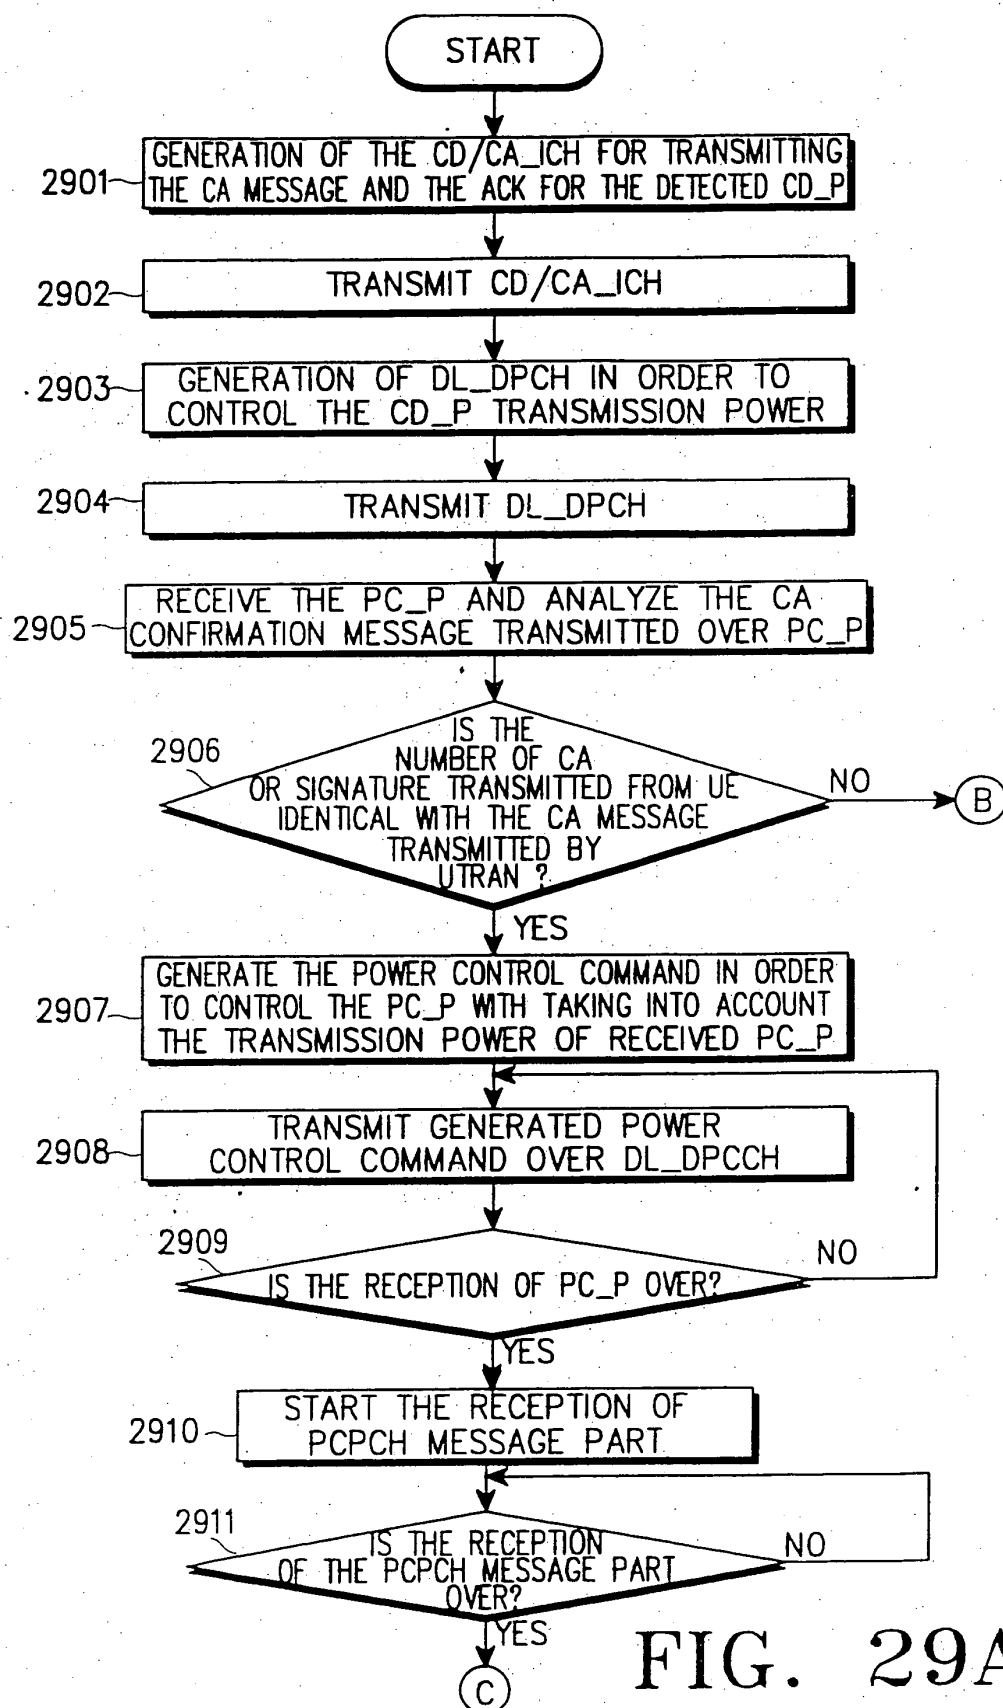 START
2901
GENERATION OF THE CD/CA_ICH FOR TRANSMITTING
THE CA MESSAGE AND THE ACK FOR THE DETECTED CD_P
2902
TRANSMIT CD/CA_ICH
2903
GENERATION OF DL_DPCH IN ORDER TO
CONTROL THE CD_P TRANSMISSION POWER
2904
TRANSMIT DL_DPCH
2905
RECEIVE THE PC_P AND ANALYZE THE CA
CONFIRMATION MESSAGE TRANSMITTED OVER PC_P
2906
IS THE
NUMBER OF CA
OR SIGNATURE TRANSMITTED FROM UE
IDENTICAL WITH THE CA MESSAGE
TRANSMITTED BY
UTRAN ?
NO
B
YES
2907
GENERATE THE POWER CONTROL COMMAND IN ORDER
TO CONTROL THE PC_P WITH TAKING INTO ACCOUNT
THE TRANSMISSION POWER OF RECEIVED PC_P
2908
TRANSMIT GENERATED POWER
CONTROL COMMAND OVER DL_DPCCH
2909
IS THE RECEPTION OF PC_P OVER?
NO
YES
2910
START THE RECEPTION OF
PCPCH MESSAGE PART
2911
IS THE RECEPTION
OF THE PCPCH MESSAGE PART
OVER?
NO
YES
C
FIG. 29A